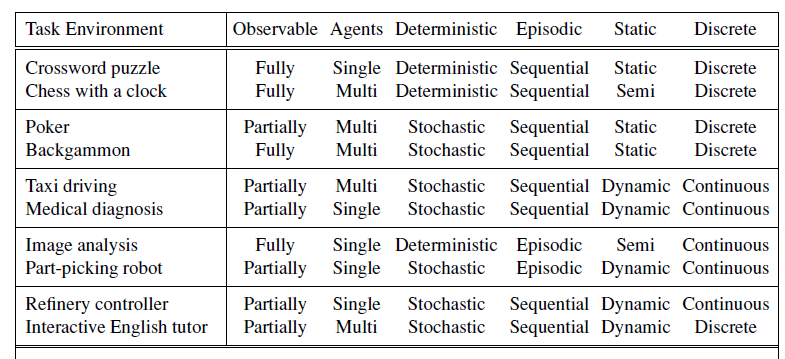 Task Environment Observable Agents Deterministic Episodic Static Discrete
Crossword puzzle Fully Single Deterministic Sequential Static Discrete
Chess with a clock Fully Multi Deterministic Sequential Semi Discrete
Poker Partially Multi Stochastic Sequential Static Discrete
Backgammon Fully Multi Stochastic Sequential Static Discrete
Taxi driving Partially Multi Stochastic Sequential Dynamic Continuous
Medical diagnosis Partially Single Stochastic Sequential Dynamic Continuous
Image analysis Fully Single Deterministic Episodic Semi Continuous
Part-picking robot Partially Single Stochastic Episodic Dynamic Continuous
Refinery controller Partially Single Stochastic Sequential Dynamic Continuous
Interactive English tutor Partially Multi Stochastic Sequential Dynamic Discrete